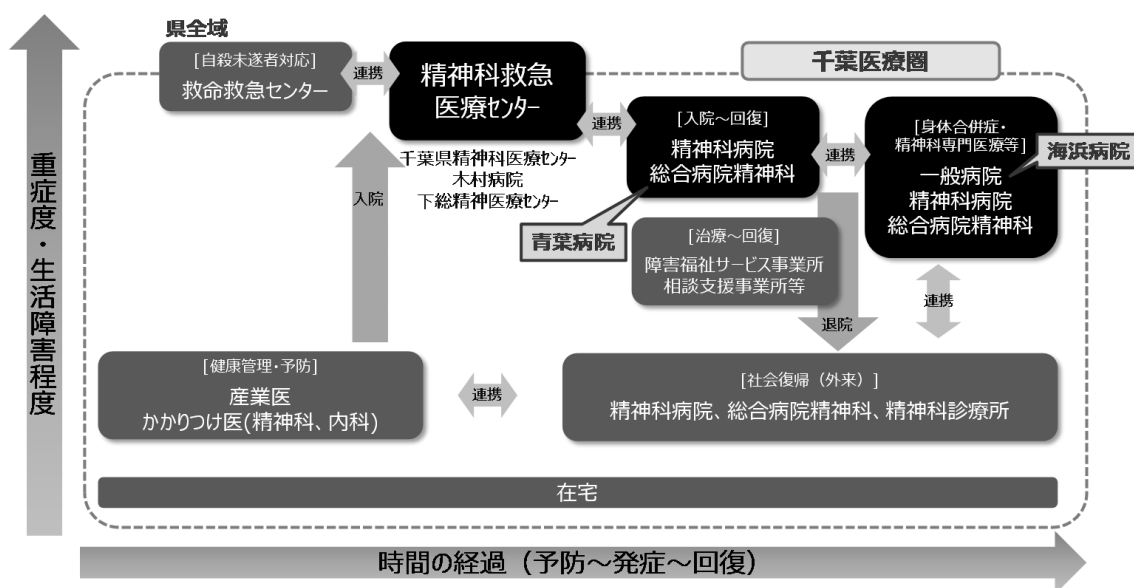 県全域
[自殺未遂者対応]
救命救急センター
連携
精神科救急
医療センター
千葉県精神科医療センター
木村病院
下総精神医療センター
千葉医療圏
連携
[入院~回復]
精神科病院
総合病院精神科
青葉病院
連携
[身体合併症・
精神科専門医療等]
一般病院
精神科病院
総合病院精神科
海浜病院
重症度・生活障害程度
入院
[治療~回復]
障害福祉サービス事業所
相談支援事業所等
退院
連携
[健康管理・予防]
産業医
かかりつけ医(精神科、内科)
連携
[社会復帰(外来)]
精神科病院、総合病院精神科、精神科診療所
在宅
時間の経過(予防~発症~回復)